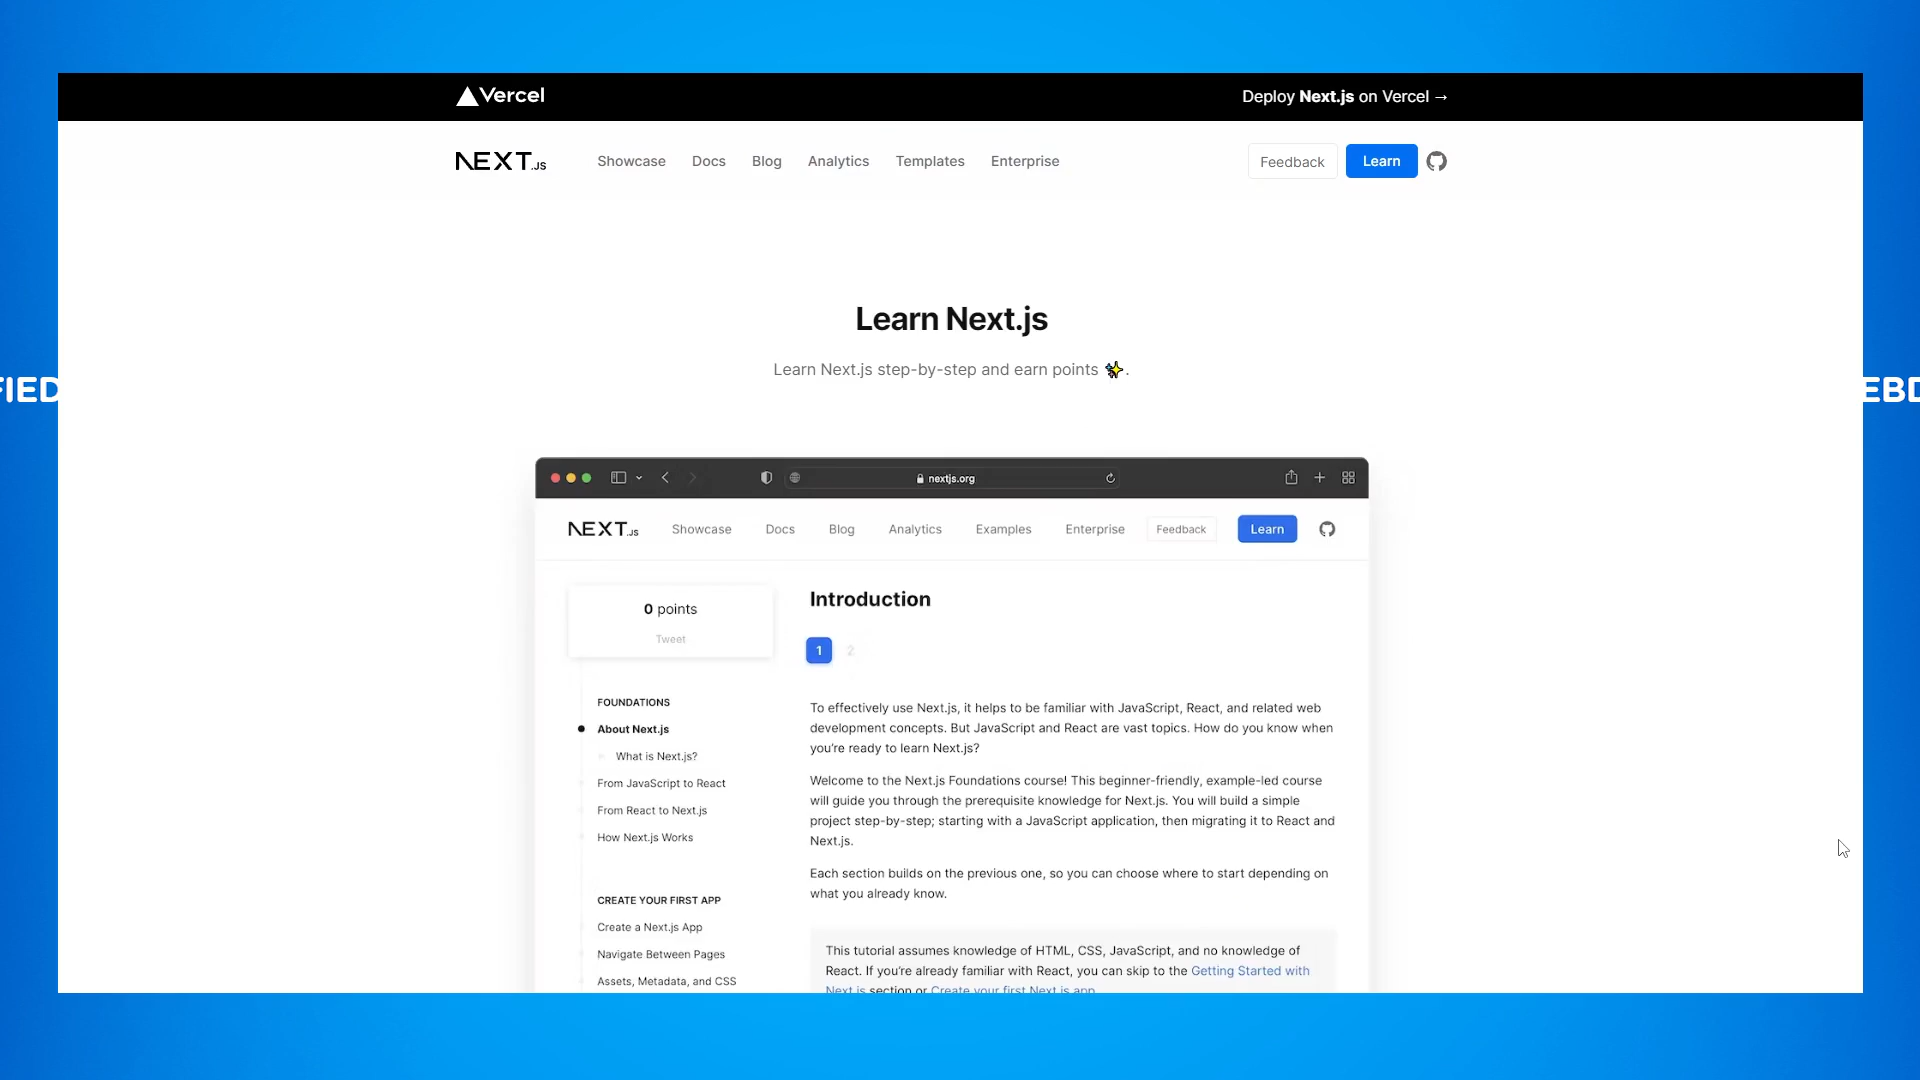 Vercel
Deploy Next.js on Vercel →
NEXT.JS Showcase Docs Blog Analytics Templates Enterprise Feedback Learn
Learn Next.js
Learn Next.js step-by-step and earn points ✨.
FIED
EBD
nextjs.org
NEXT.JS Showcase Docs Blog Analytics Examples Enterprise Feedback Learn
0 points
Tweet
FOUNDATIONS
About Next.js
What is Next.js?
From JavaScript to React
From React to Next.js
How Next.js Works
CREATE YOUR FIRST APP
Create a Next.js App
Navigate Between Pages
Assets, Metadata, and CSS
Introduction
1 2
To effectively use Next.js, it helps to be familiar with JavaScript, React, and related web
development concepts. But JavaScript and React are vast topics. How do you know when
you're ready to learn Next.js?
Welcome to the Next.js Foundations course! This beginner-friendly, example-led course
will guide you through the prerequisite knowledge for Next.js. You will build a simple
project step-by-step; starting with a JavaScript application, then migrating it to React and
Next.js.
Each section builds on the previous one, so you can choose where to start depending on
what you already know.
This tutorial assumes knowledge of HTML, CSS, JavaScript, and no knowledge of
React. If you're already familiar with React, you can skip to the Getting Started with
Next.js section or Create your first Next.js app